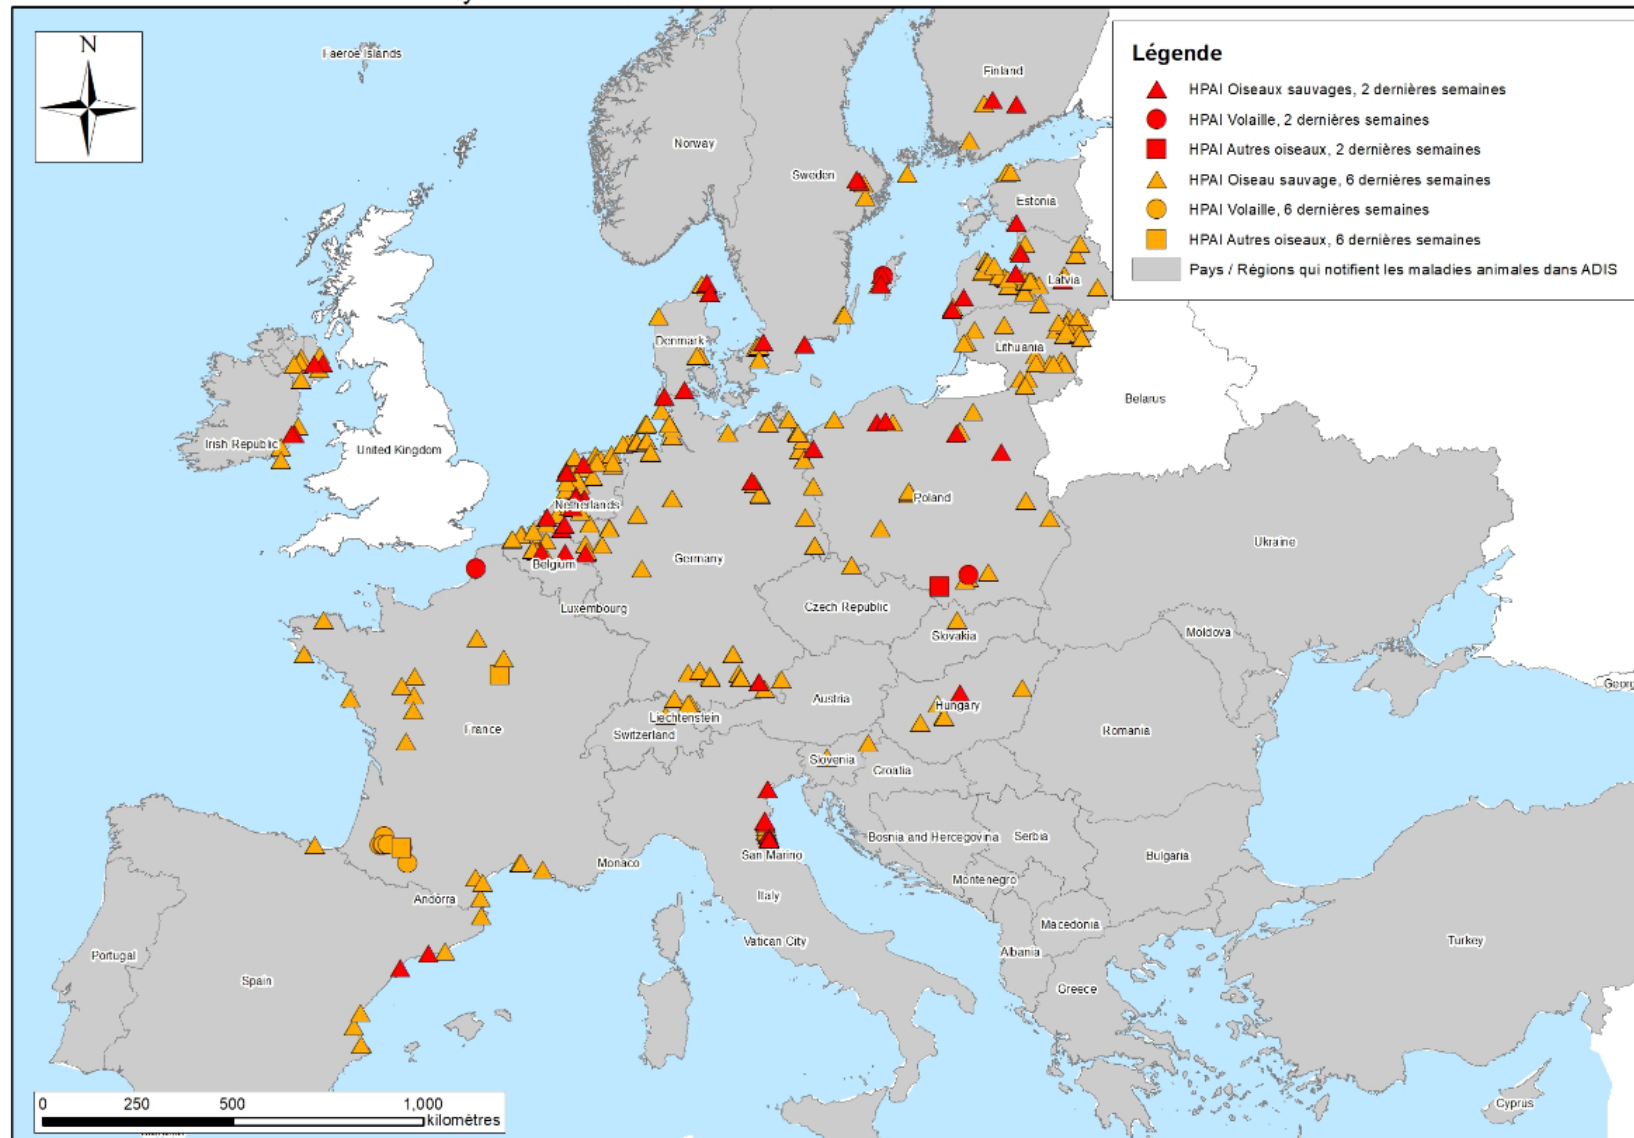 N
Faeroe Islands
Finland
Norway
Sweden
Estonia
Latvia
Lithuania
Denmark
Belarus
Irish Republic
United Kingdom
Netherlands
Poland
Germany
Belgium
Ukraine
Luxembourg
Czech Republic
Slovakia
Moldova
Austria
Hungary
Liechtenstein
Switzerland
France
Romania
Slovenia
Croatia
Bosnia and Hercegovina
Serbia
San Marino
Monaco
Bulgaria
Montenegro
Andorra
Italy
Macedonia
Vatican City
Albania
Turkey
Portugal
Spain
Greece
Cyprus
Légende
HPAI Oiseaux sauvages, 2 dernières semaines
HPAI Volaille, 2 dernières semaines
HPAI Autres oiseaux, 2 dernières semaines
HPAI Oiseau sauvage, 6 dernières semaines
HPAI Volaille, 6 dernières semaines
HPAI Autres oiseaux, 6 dernières semaines
Pays / Régions qui notifient les maladies animales dans ADIS
0 250 500 1,000
kilomètres